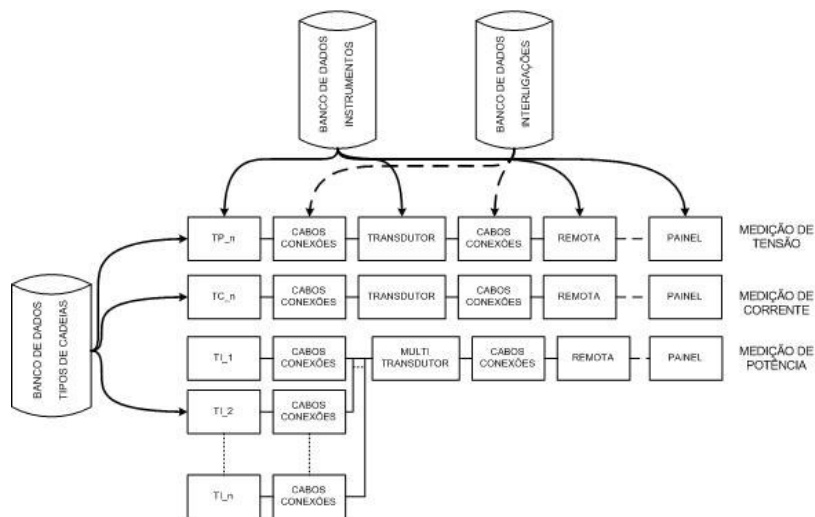 BANCO DE DADOS
INSTRUMENTOS
BANCO DE DADOS
INTERLIGAÇÕES
BANCO DE DADOS
TIPOS DE CADEIAS
TP_n
CABOS
CONEXÕES
TRANSDUTOR
CABOS
CONEXÕES
REMOTA
PAINEL
MEDIÇÃO DE
TENSÃO
TC_n
CABOS
CONEXÕES
TRANSDUTOR
CABOS
CONEXÕES
REMOTA
PAINEL
MEDIÇÃO DE
CORRENTE
TI_1
CABOS
CONEXÕES
MULTI
TRANSDUTOR
CABOS
CONEXÕES
REMOTA
PAINEL
MEDIÇÃO DE
POTÊNCIA
TI_2
CABOS
CONEXÕES
TI_n
CABOS
CONEXÕES